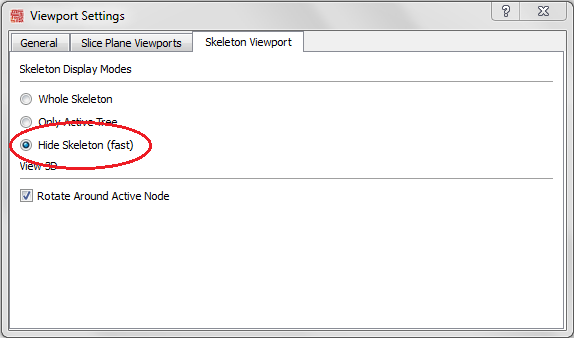 Viewport Settings
?
General Slice Plane Viewports Skeleton Viewport
Skeleton Display Modes
Whole Skeleton
Only Active Tree
Hide Skeleton (fast)
View 3D
Rotate Around Active Node